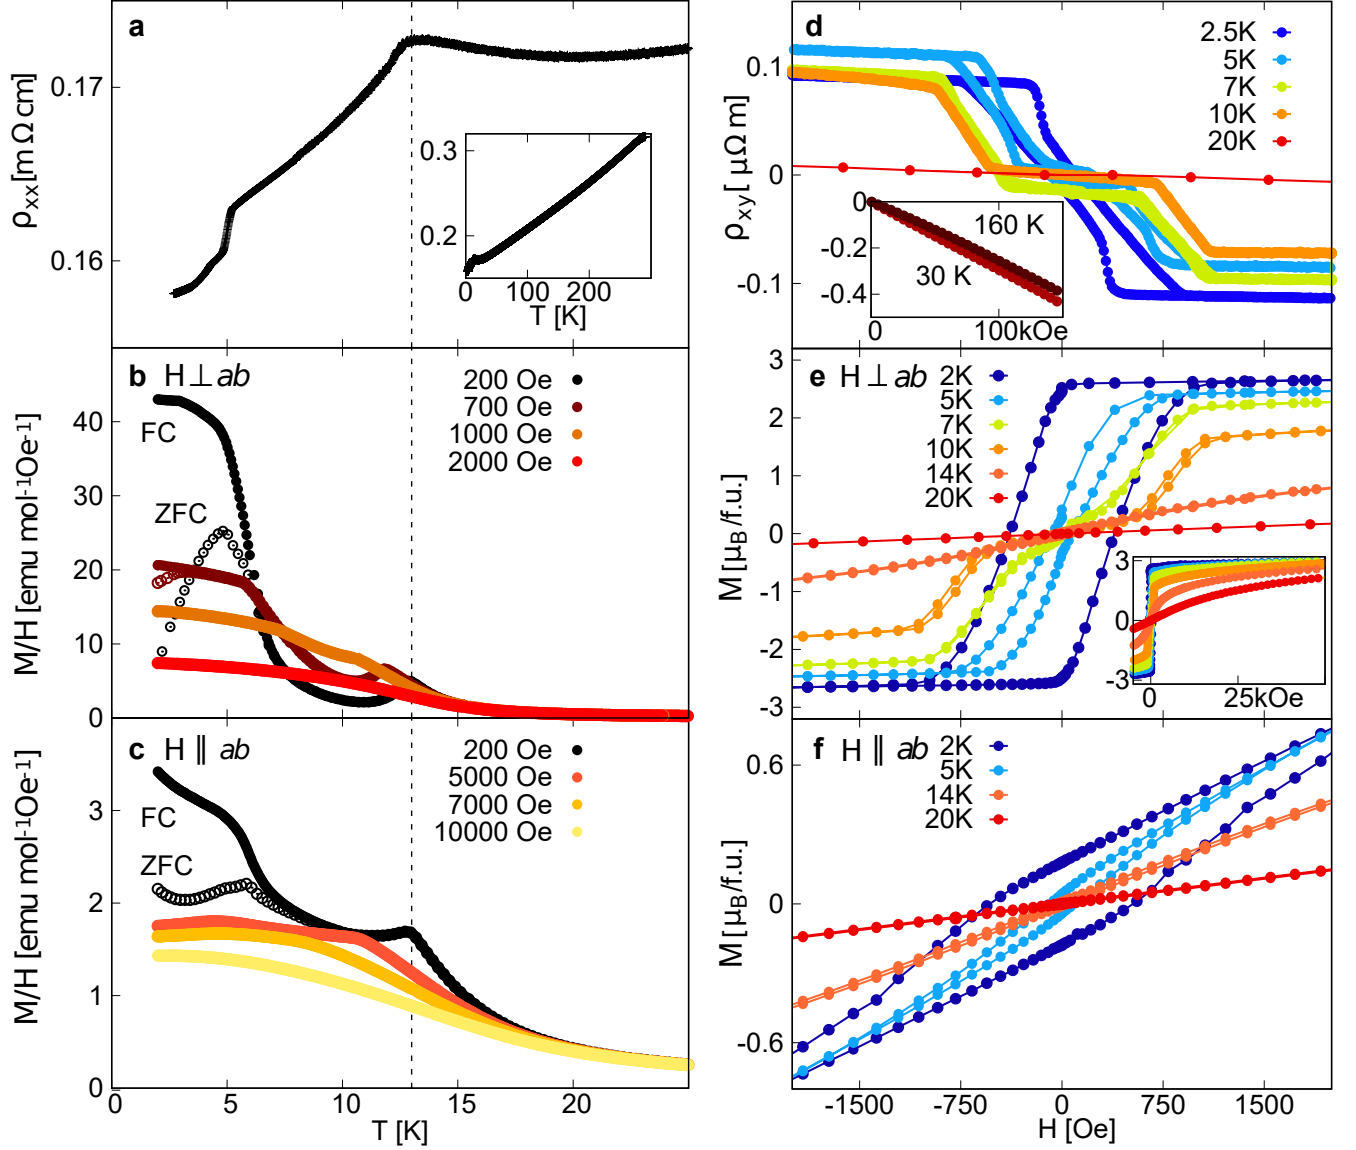 a
ρxx[m Ω cm]
0.17
0.16
0.3
0.2
0 100 200
T [K]
b H⊥ab
M/H [emu mol-1Oe-1]
FC
ZFC
200 Oe
700 Oe
1000 Oe
2000 Oe
40
30
20
10
0
c H ∥ ab
M/H [emu mol-1Oe-1]
FC
ZFC
200 Oe
5000 Oe
7000 Oe
10000 Oe
3
2
1
0
0 5 10 15 20
T [K]
d
ρxy[ μΩ m]
0.1
0
-0.1
2.5K
5K
7K
10K
20K
0
-0.2
-0.4
160 K
30 K
0 100kOe
e H⊥ab
M [μB/f.u.]
3
2
1
0
-1
-2
-3
2K
5K
7K
10K
14K
20K
3
0
-3
0 25kOe
f H ∥ ab
M [μB/f.u.]
0.6
0
-0.6
2K
5K
14K
20K
-1500 -750 0 750 1500
H [Oe]